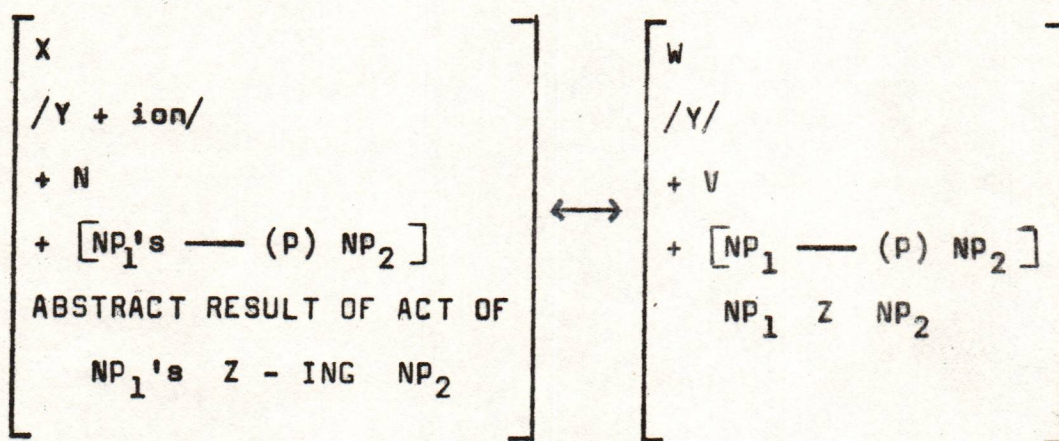 X
/Y + ion/
+ N
+ [NP₁'s — (P) NP₂]
ABSTRACT RESULT OF ACT OF
NP₁'s Z - ING NP₂
⟷
W
/Y/
+ V
+ [NP₁ — (P) NP₂]
NP₁ Z NP₂